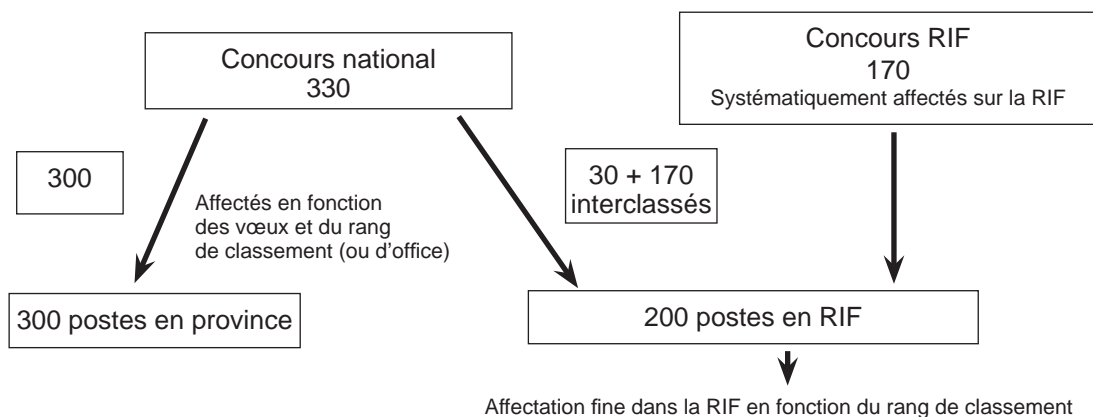 Concours national
330
Concours RIF
170
Systématiquement affectés sur la RIF
300
Affectés en fonction
des vœux et du rang
de classement (ou d’office)
30 + 170
interclassés
300 postes en province
200 postes en RIF
Affectation fine dans la RIF en fonction du rang de classement